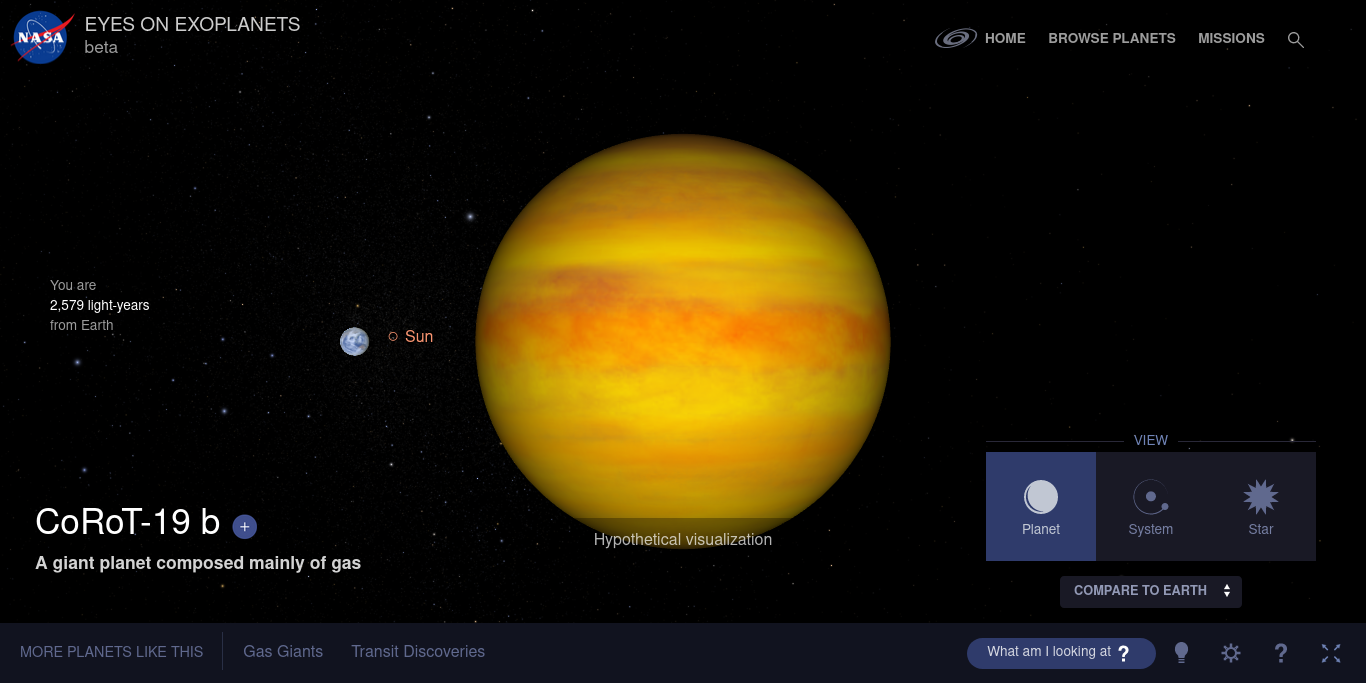 NASA
EYES ON EXOPLANETS
beta
HOME
BROWSE PLANETS
MISSIONS
You are
2,579 light-years
from Earth
Sun
VIEW
Planet
System
Star
CoRoT-19 b +
A giant planet composed mainly of gas
Hypothetical visualization
COMPARE TO EARTH
MORE PLANETS LIKE THIS
Gas Giants
Transit Discoveries
What am I looking at ?
?